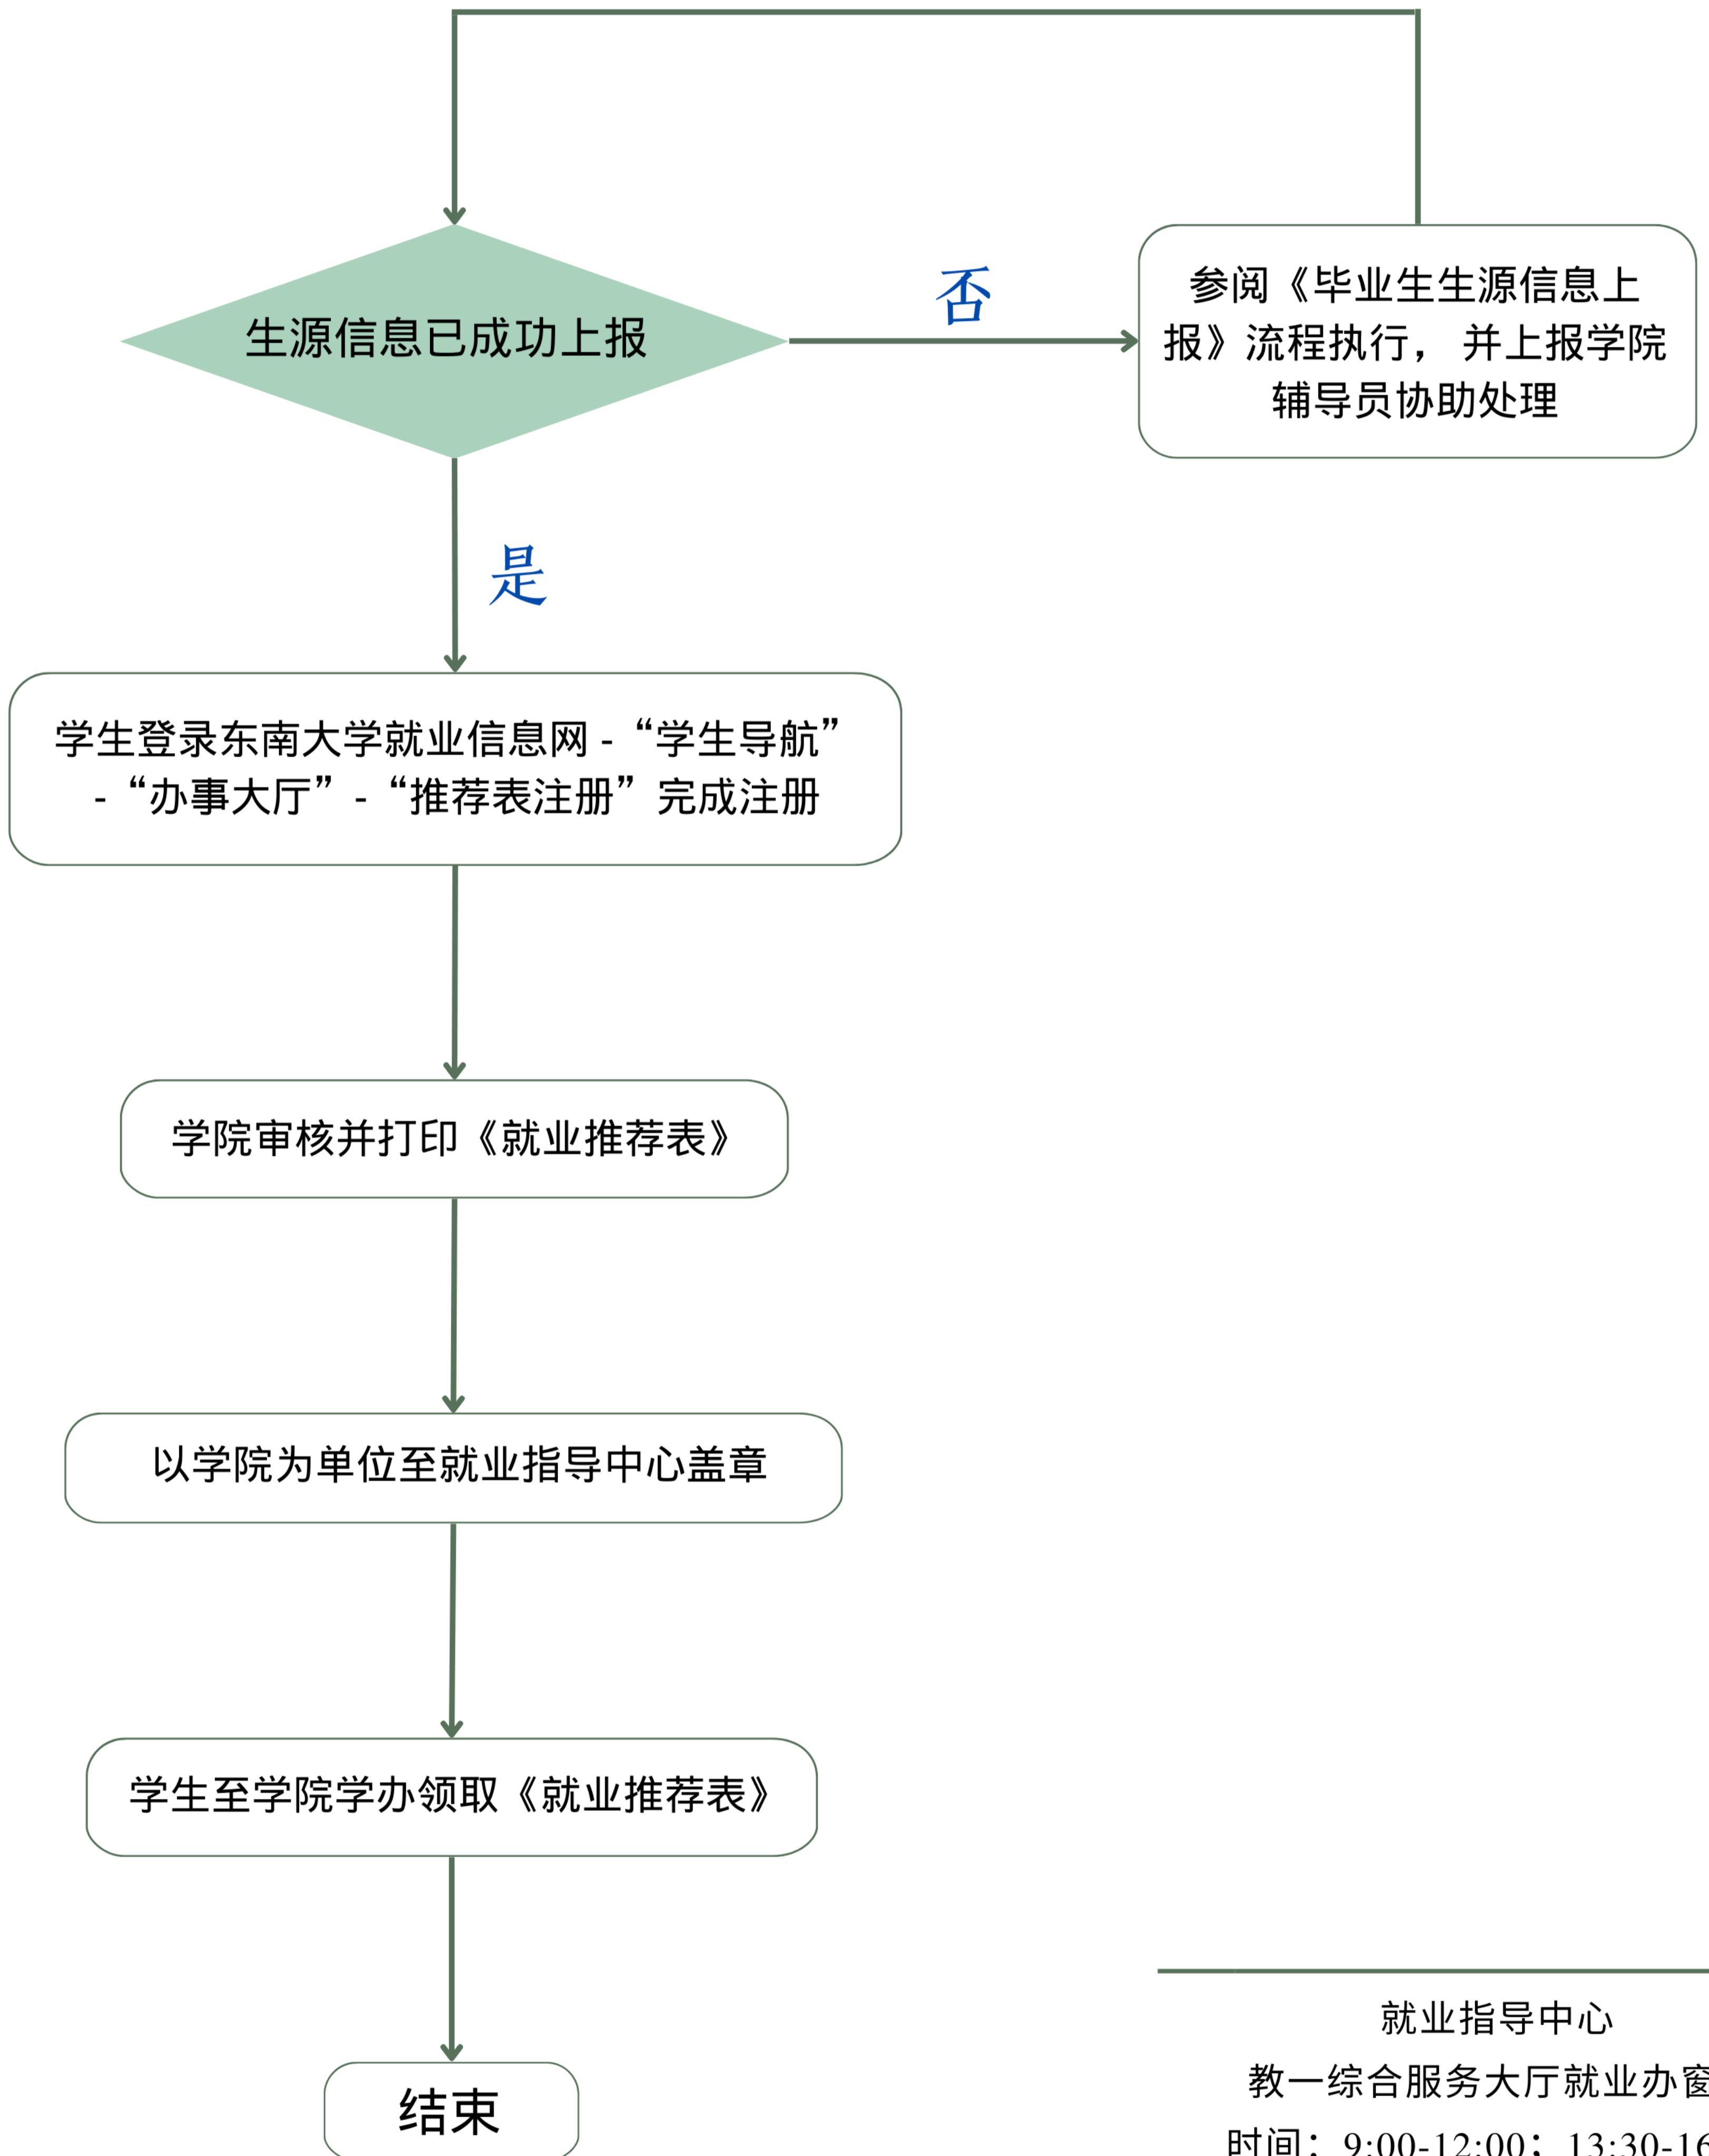 生源信息已成功上报
否
参阅《毕业生生源信息上
报》流程执行，并上报学院
辅导员协助处理
是
学生登录东南大学就业信息网 -“学生导航”
-“办事大厅”-“推荐表注册”完成注册
学院审核并打印《就业推荐表》
以学院为单位至就业指导中心盖章
学生至学院学办领取《就业推荐表》
结束
就业指导中心
教一综合服务大厅就业办窗
时间：9:00-12:00；13:30-16